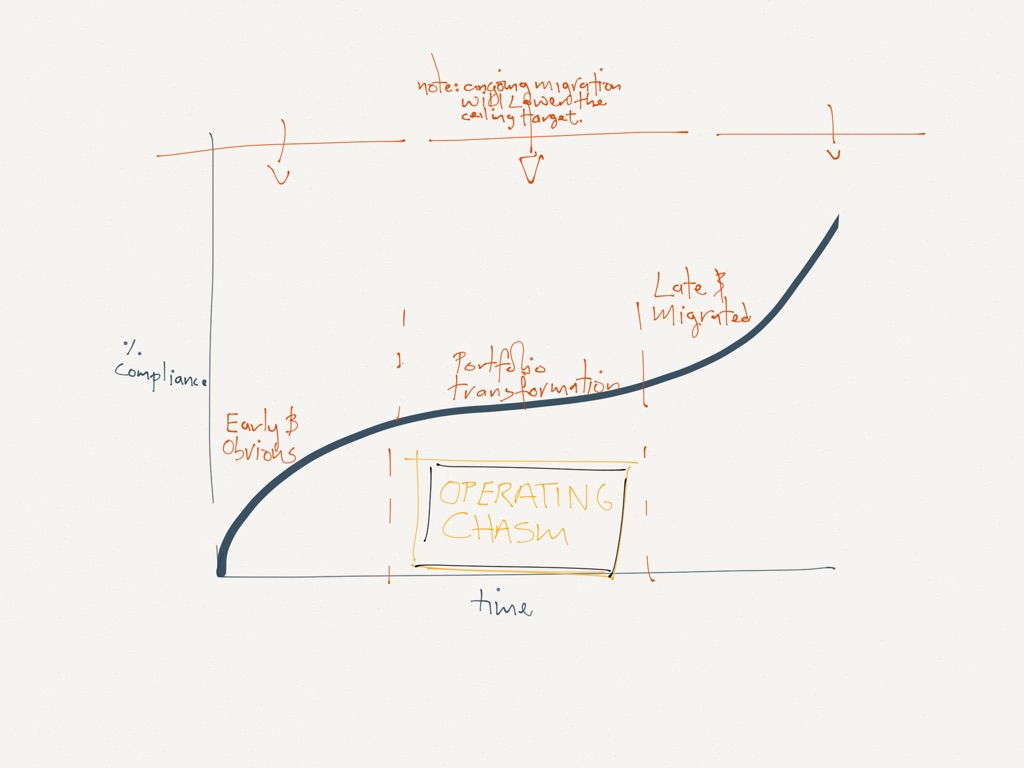 note: ongoing migration
will lower the
ceiling target.
Late &
Migrated
%
compliance
Portfolio
transformation
Early &
Obvious
OPERATING
CHASM
time